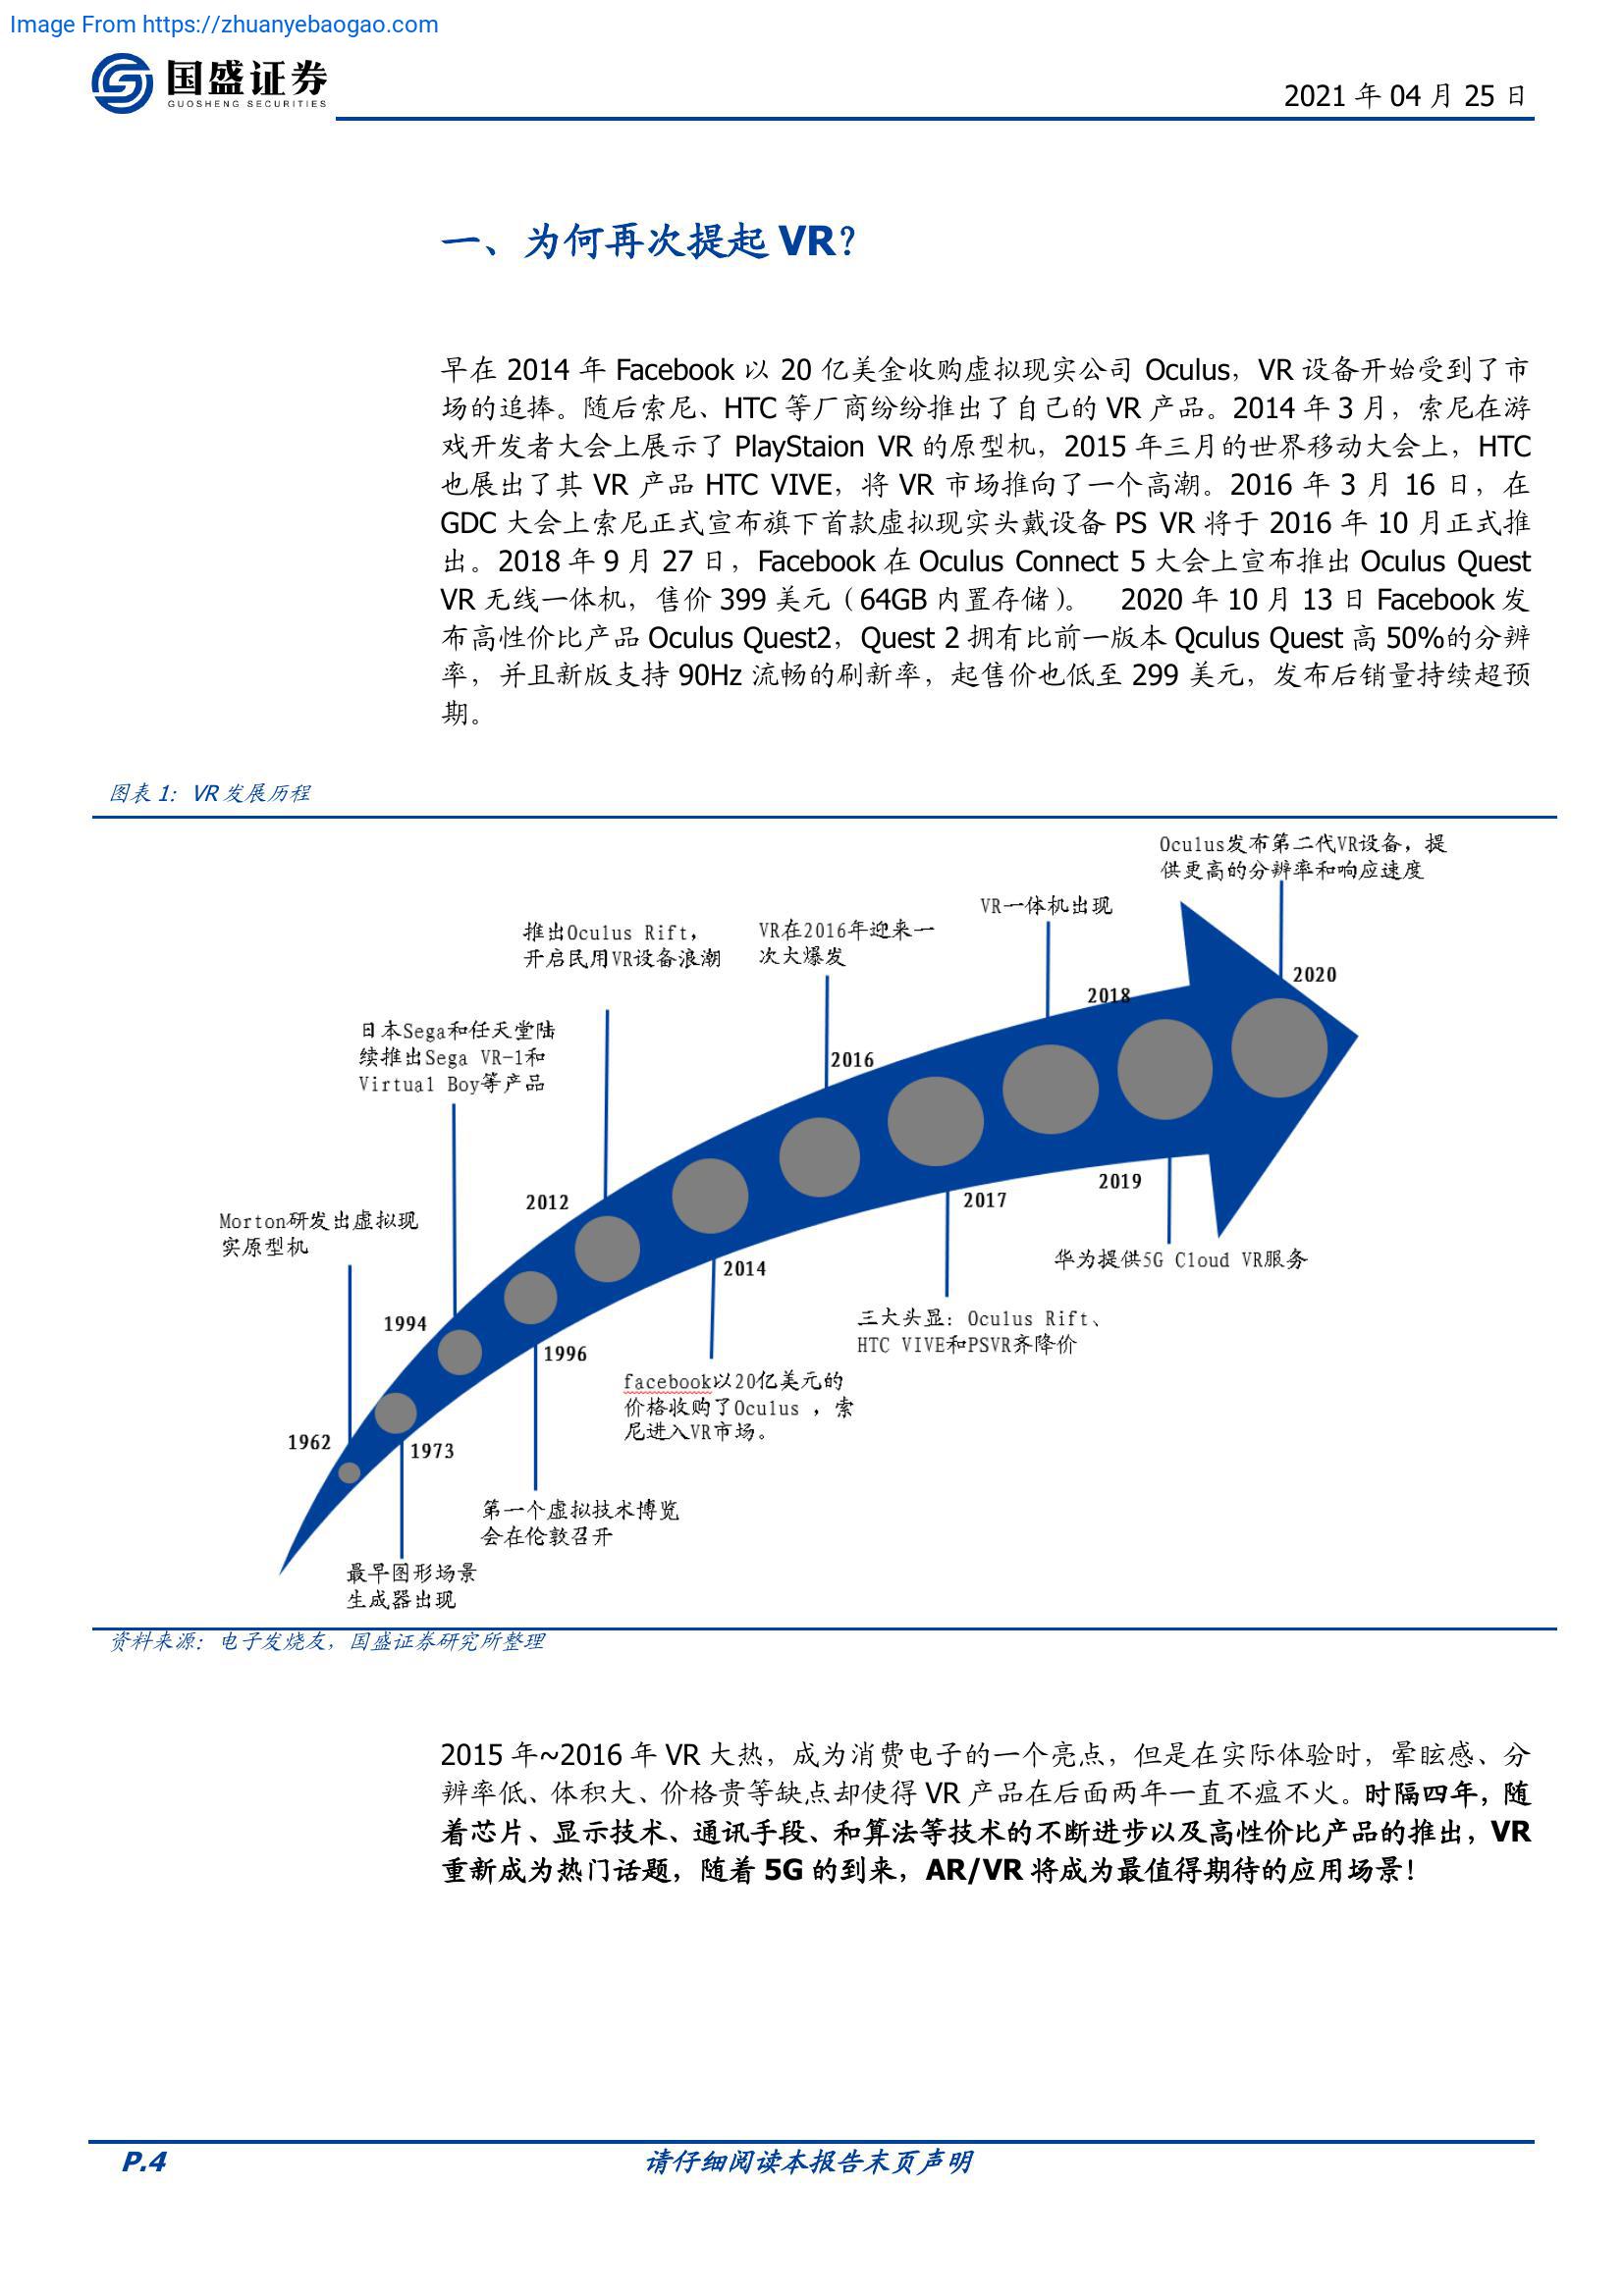 Image From https://zhuanyebaogao.com
国盛证券
GUOSHENG SECURITIES
2021 年 04 月 25 日
一、为何再次提起 VR？
早在 2014 年 Facebook 以 20 亿美金收购虚拟现实公司 Oculus，VR 设备开始受到了市
场的追捧。随后索尼、HTC 等厂商纷纷推出了自己的 VR 产品。2014 年 3 月，索尼在游
戏开发者大会上展示了 PlayStaion VR 的原型机，2015 年三月的世界移动大会上，HTC
也展出了其 VR 产品 HTC VIVE，将 VR 市场推向了一个高潮。2016 年 3 月 16 日，在
GDC 大会上索尼正式宣布旗下首款虚拟现实头戴设备 PS VR 将于 2016 年 10 月正式推
出。2018 年 9 月 27 日，Facebook 在 Oculus Connect 5 大会上宣布推出 Oculus Quest
VR 无线一体机，售价 399 美元（64GB 内置存储）。 2020 年 10 月 13 日 Facebook 发
布高性价比产品 Oculus Quest2，Quest 2 拥有比前一版本 Qculus Quest 高 50%的分辨
率，并且新版支持 90Hz 流畅的刷新率，起售价也低至 299 美元，发布后销量持续超预
期。
图表 1：VR 发展历程
Oculus发布第二代VR设备，提
供更高的分辨率和响应速度
VR一体机出现
推出Oculus Rift，
开启民用VR设备浪潮
VR在2016年迎来一
次大爆发
2020
2018
日本Sega和任天堂陆
续推出Sega VR-1和
Virtual Boy等产品
2016
2019
2012
2017
Morton研发出虚拟现
实原型机
华为提供5G Cloud VR服务
2014
三大头显：Oculus Rift、
HTC VIVE和PSVR齐降价
1994
1996
facebook以20亿美元的
价格收购了Oculus ，索
尼进入VR市场。
1962
1973
第一个虚拟技术博览
会在伦敦召开
最早图形场景
生成器出现
资料来源：电子发烧友，国盛证券研究所整理
2015 年~2016 年 VR 大热，成为消费电子的一个亮点，但是在实际体验时，晕眩感、分
辨率低、体积大、价格贵等缺点却使得 VR 产品在后面两年一直不瘟不火。时隔四年，随
着芯片、显示技术、通讯手段、和算法等技术的不断进步以及高性价比产品的推出，VR
重新成为热门话题，随着 5G 的到来，AR/VR 将成为最值得期待的应用场景！
P.4
请仔细阅读本报告末页声明